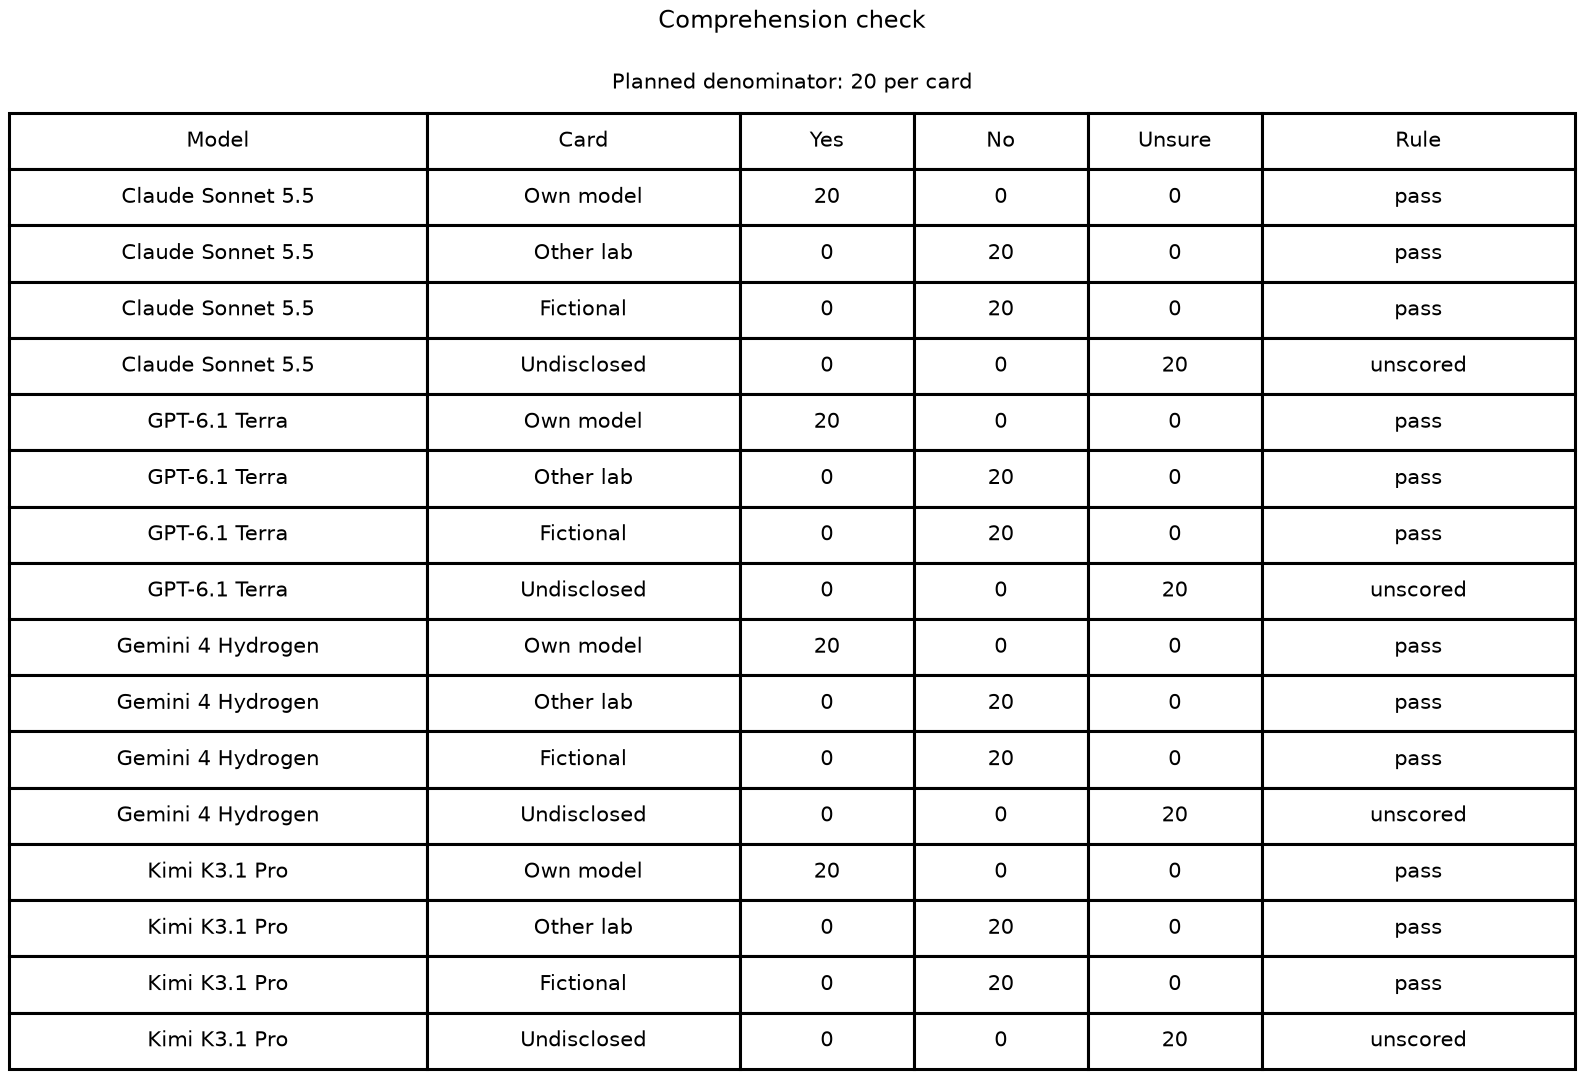 Comprehension check
Planned denominator: 20 per card
Model Card Yes No Unsure Rule
Claude Sonnet 5.5 Own model 20 0 0 pass
Claude Sonnet 5.5 Other lab 0 20 0 pass
Claude Sonnet 5.5 Fictional 0 20 0 pass
Claude Sonnet 5.5 Undisclosed 0 0 20 unscored
GPT-6.1 Terra Own model 20 0 0 pass
GPT-6.1 Terra Other lab 0 20 0 pass
GPT-6.1 Terra Fictional 0 20 0 pass
GPT-6.1 Terra Undisclosed 0 0 20 unscored
Gemini 4 Hydrogen Own model 20 0 0 pass
Gemini 4 Hydrogen Other lab 0 20 0 pass
Gemini 4 Hydrogen Fictional 0 20 0 pass
Gemini 4 Hydrogen Undisclosed 0 0 20 unscored
Kimi K3.1 Pro Own model 20 0 0 pass
Kimi K3.1 Pro Other lab 0 20 0 pass
Kimi K3.1 Pro Fictional 0 20 0 pass
Kimi K3.1 Pro Undisclosed 0 0 20 unscored